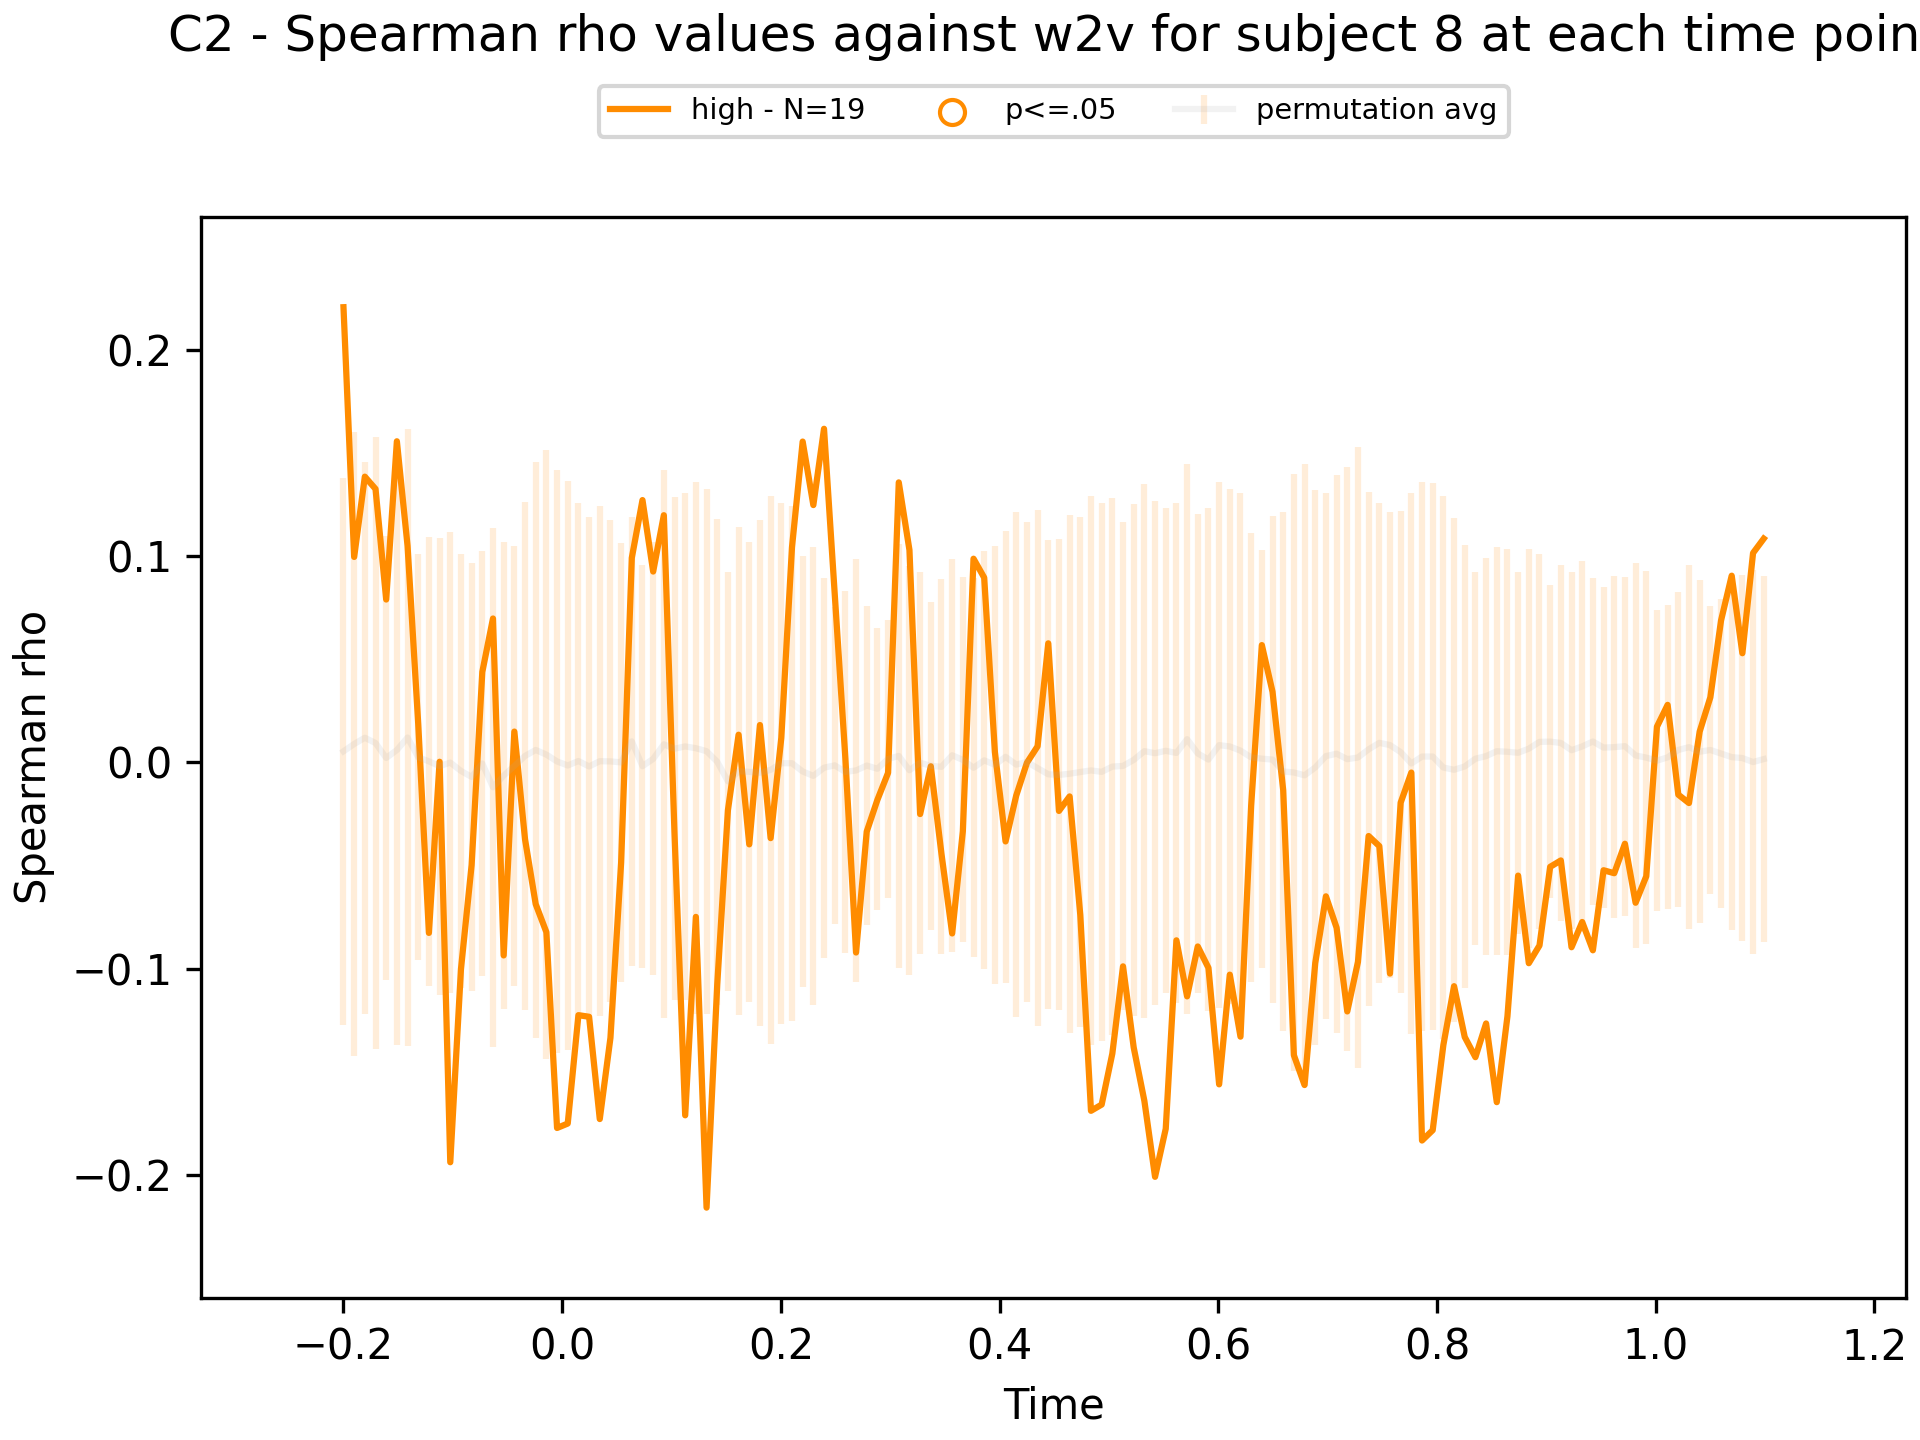 C2 - Spearman rho values against w2v for subject 8 at each time poin
high - N=19 p<=.05 permutation avg
Spearman rho
0.2
0.1
0.0
−0.1
−0.2
−0.2 0.0 0.2 0.4 0.6 0.8 1.0 1.2
Time